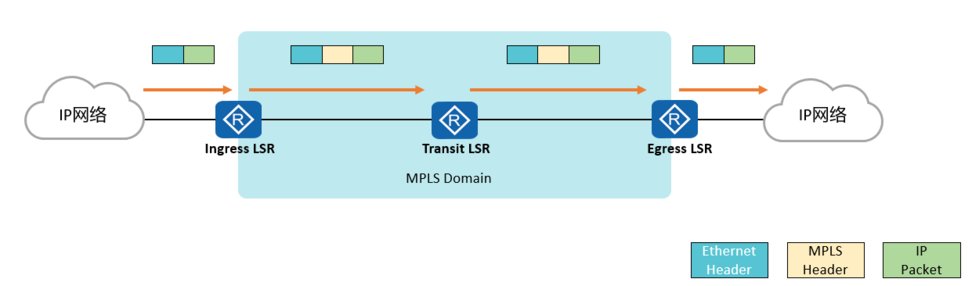 IP网络
IP网络
R
R
R
Ingress LSR
Transit LSR
Egress LSR
MPLS Domain
Ethernet
Header
MPLS
Header
IP
Packet